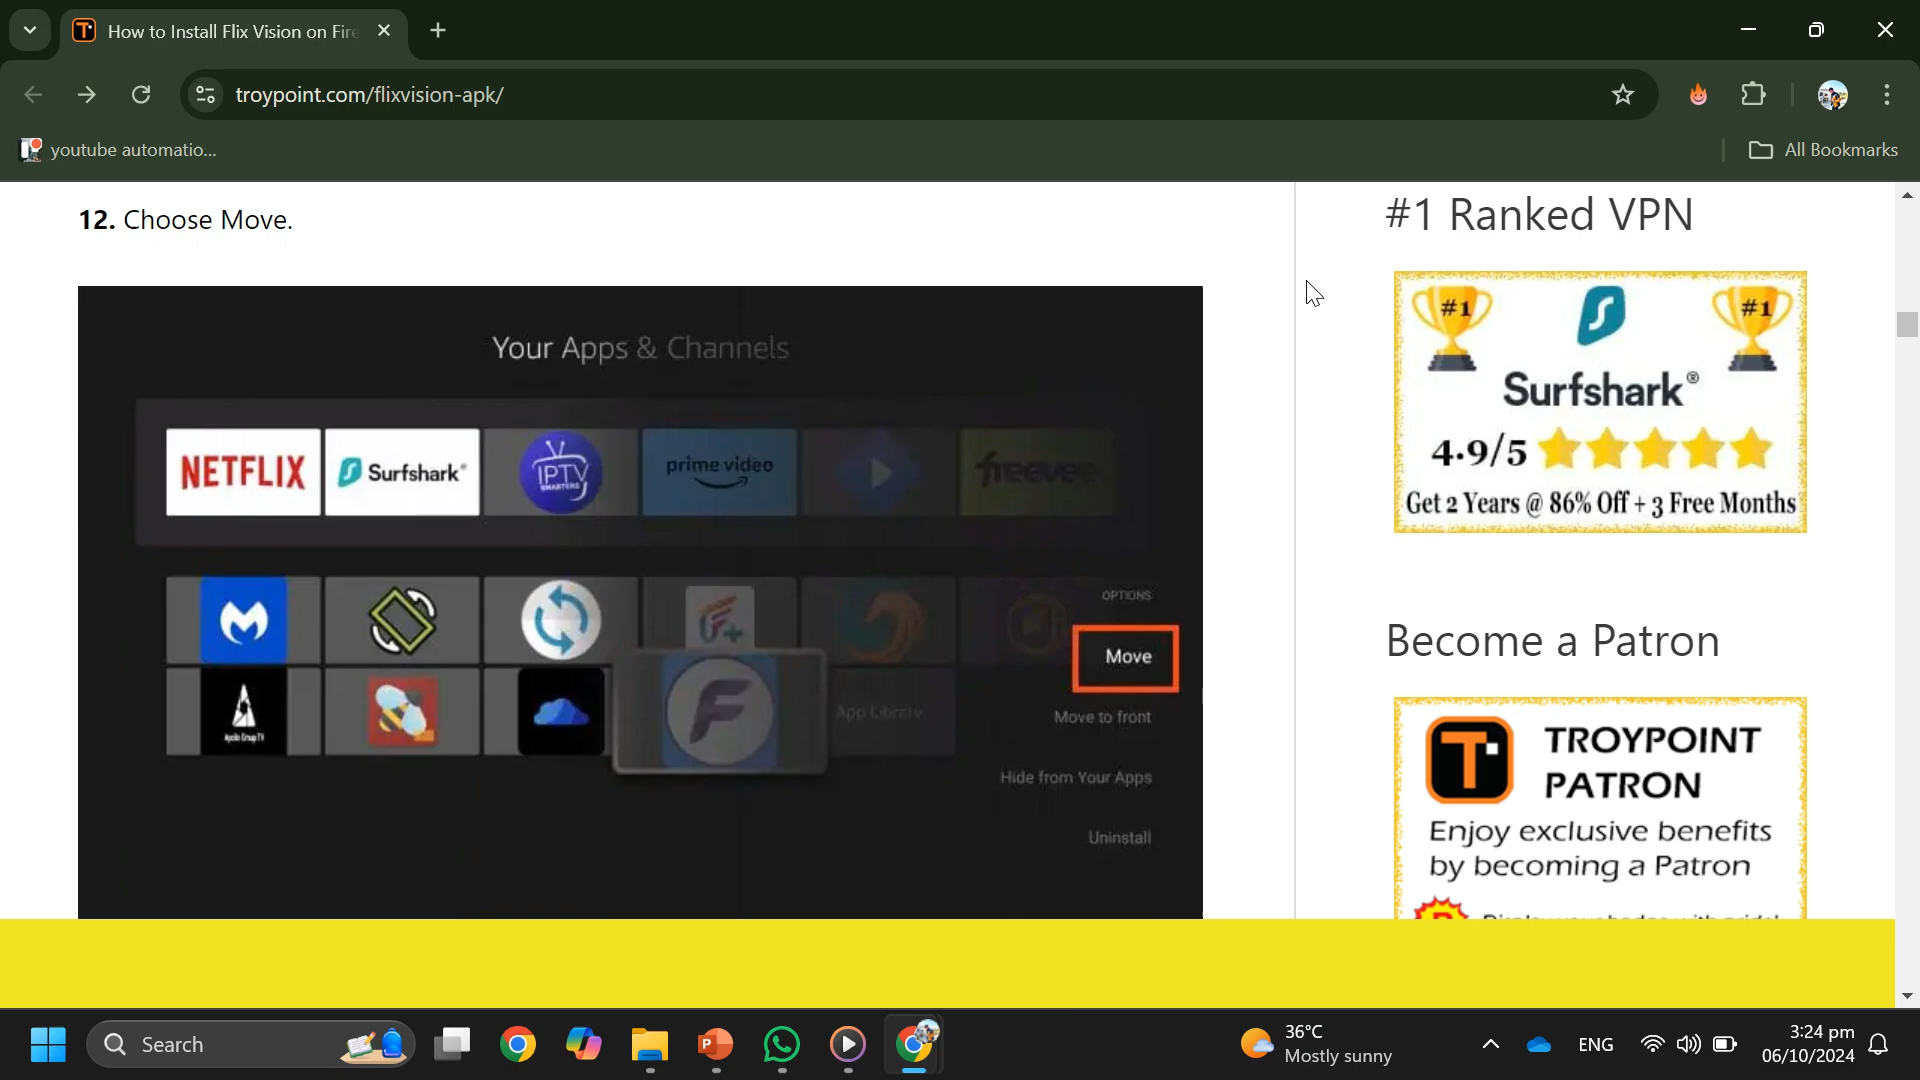 How to Install Flix Vision on Fire
troypoint.com/flixvision-apk/
youtube automatio...
All Bookmarks
12. Choose Move.
Your Apps & Channels
NETFLIX
Surfshark
IPTV
SMARTERS
prime video
freevee
OPTIONS
Move
Apollo Group TV
App Library
Move to front
Hide from Your Apps
Uninstall
#1 Ranked VPN
#1
#1
Surfshark®
4.9/5
Get 2 Years @ 86% Off + 3 Free Months
Become a Patron
TROYPOINT
PATRON
Enjoy exclusive benefits
by becoming a Patron
Search
36°C
Mostly sunny
ENG
3:24 pm
06/10/2024